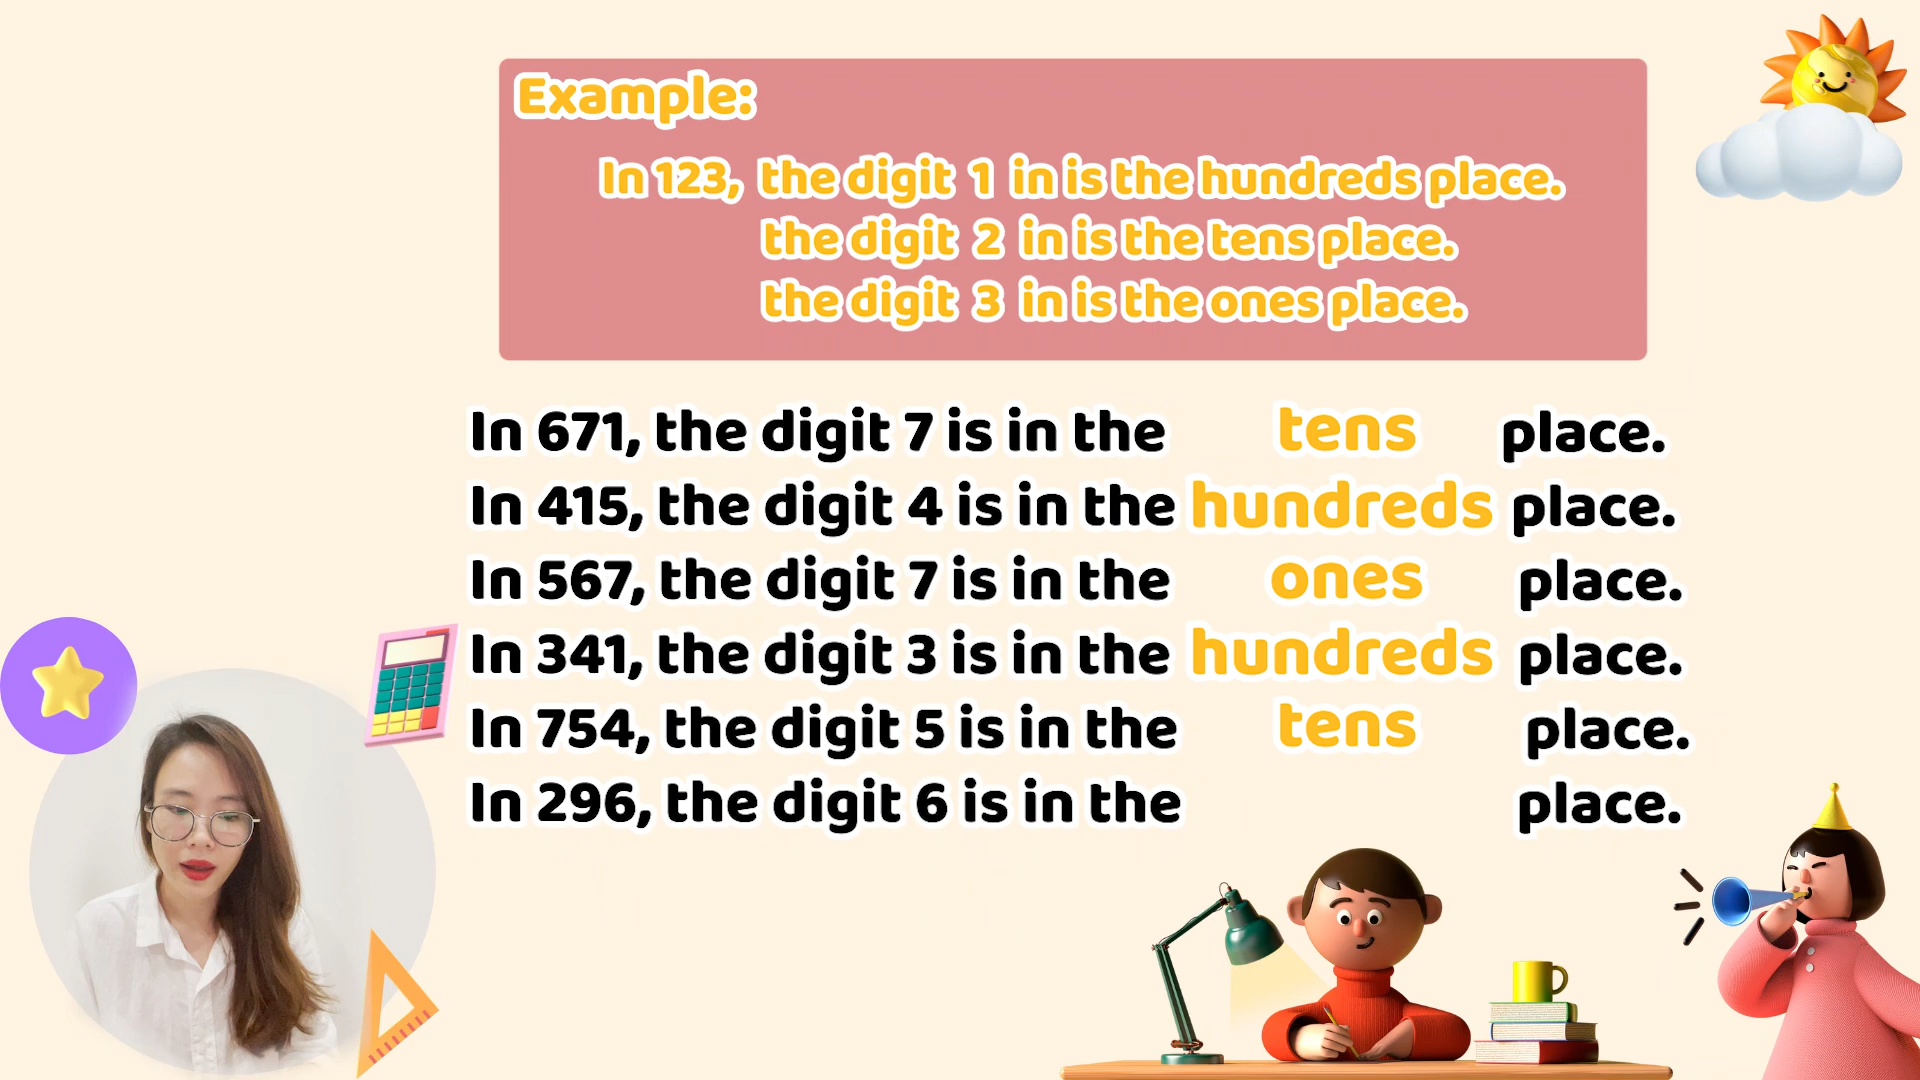 Example:
In 123, the digit 1 in is the hundreds place.
the digit 2 in is the tens place.
the digit 3 in is the ones place.
In 671, the digit 7 is in the tens place.
In 415, the digit 4 is in the hundreds place.
In 567, the digit 7 is in the ones place.
In 341, the digit 3 is in the hundreds place.
In 754, the digit 5 is in the tens place.
In 296, the digit 6 is in the place.